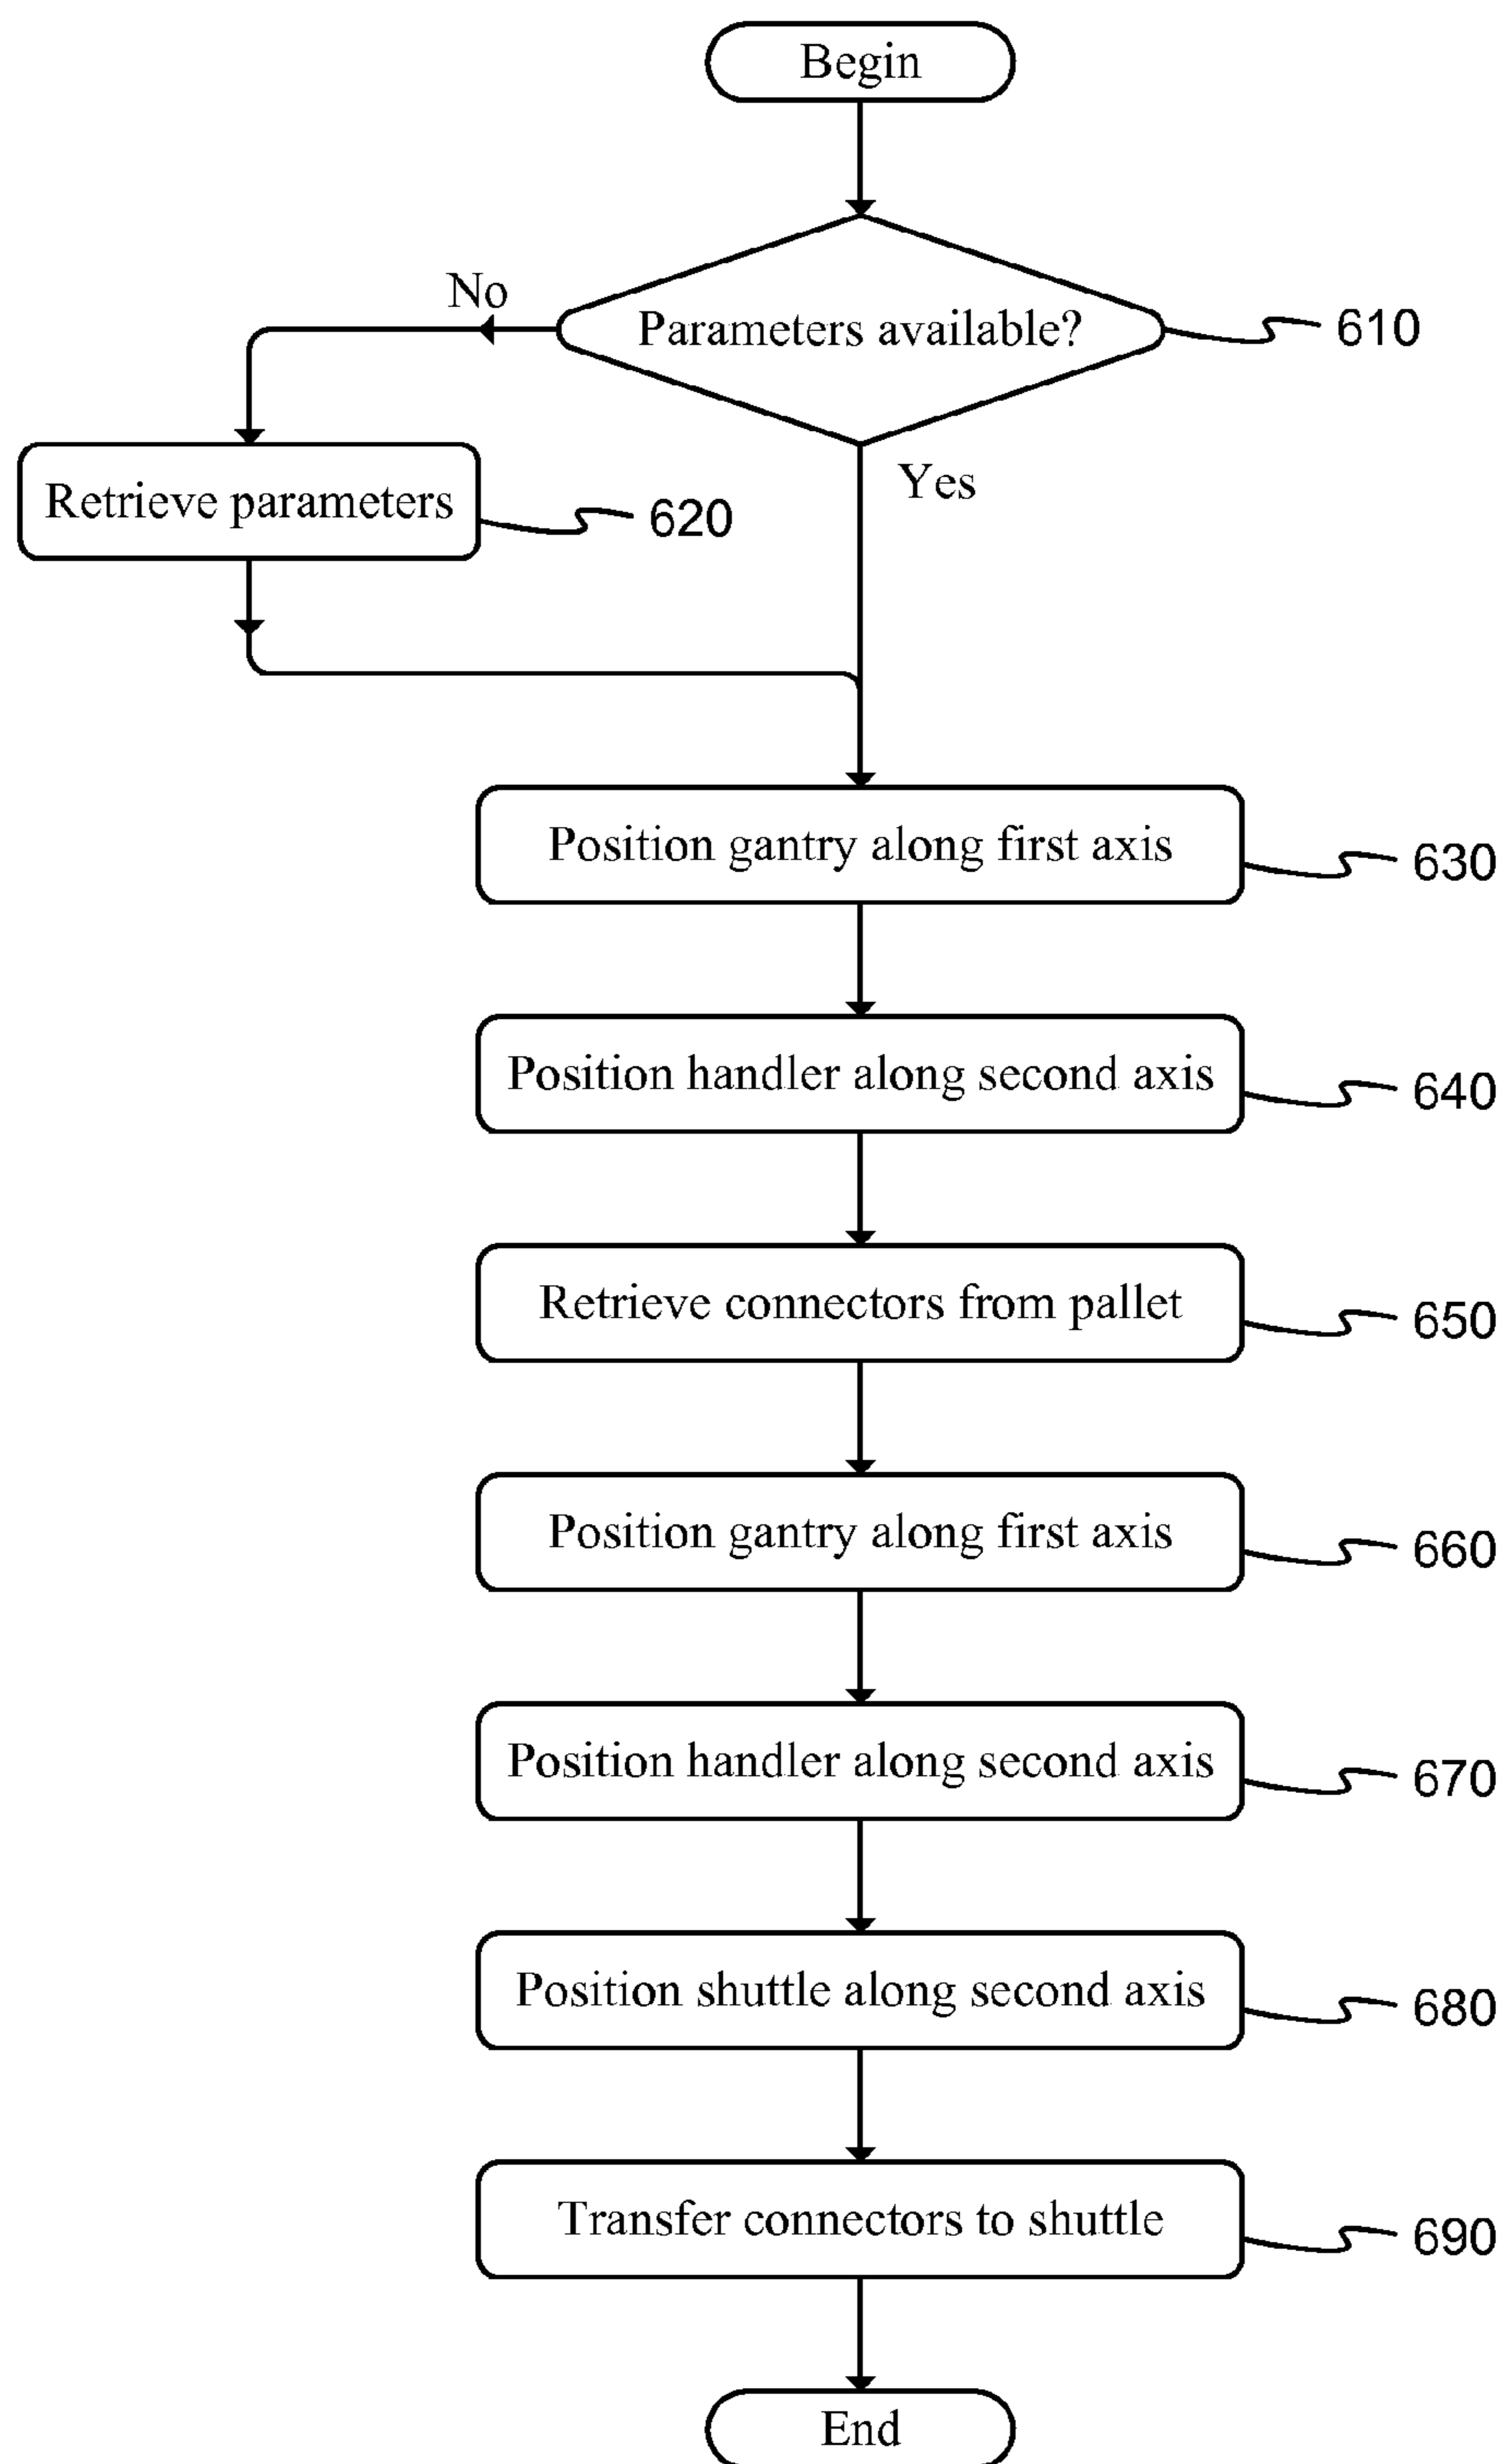 Begin
No
Parameters available?
610
Yes
Retrieve parameters
620
Position gantry along first axis
630
Position handler along second axis
640
Retrieve connectors from pallet
650
Position gantry along first axis
660
Position handler along second axis
670
Position shuttle along second axis
680
Transfer connectors to shuttle
690
End